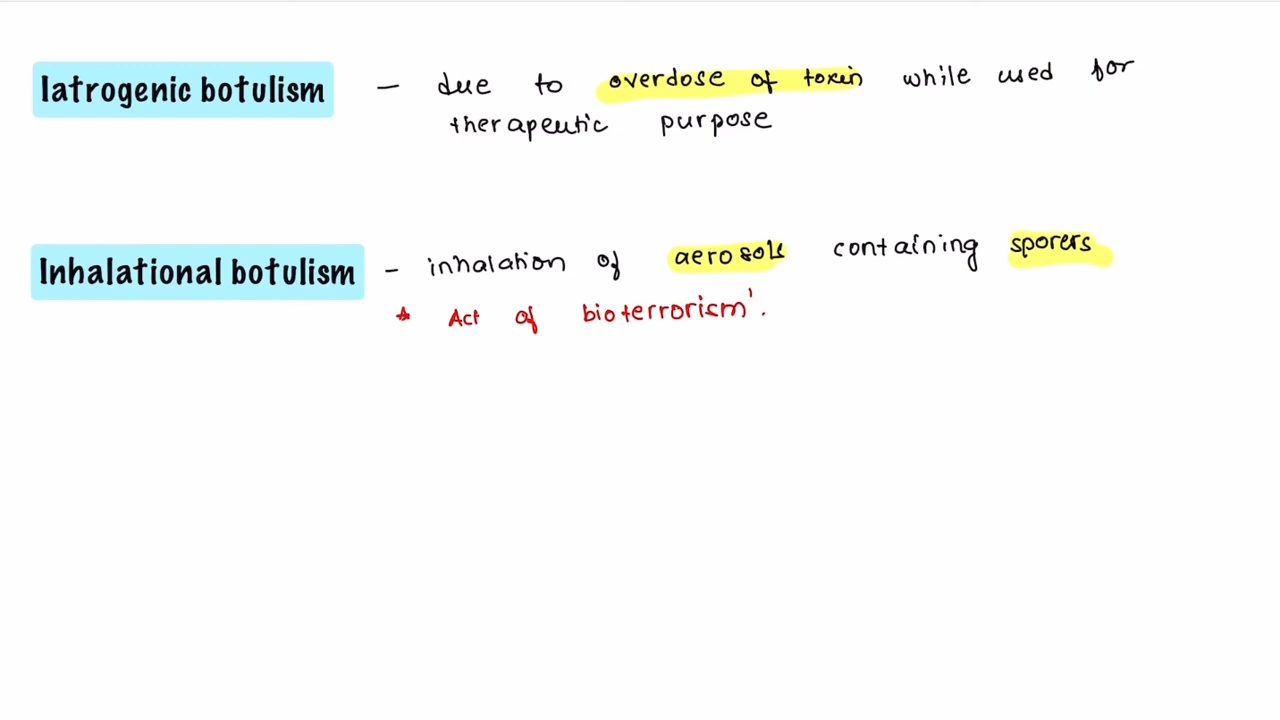 Iatrogenic botulism - due to overdose of toxin while used for
therapeutic purpose
Inhalational botulism - inhalation of aerosols containing sporers
* Act of bioterrorism'.